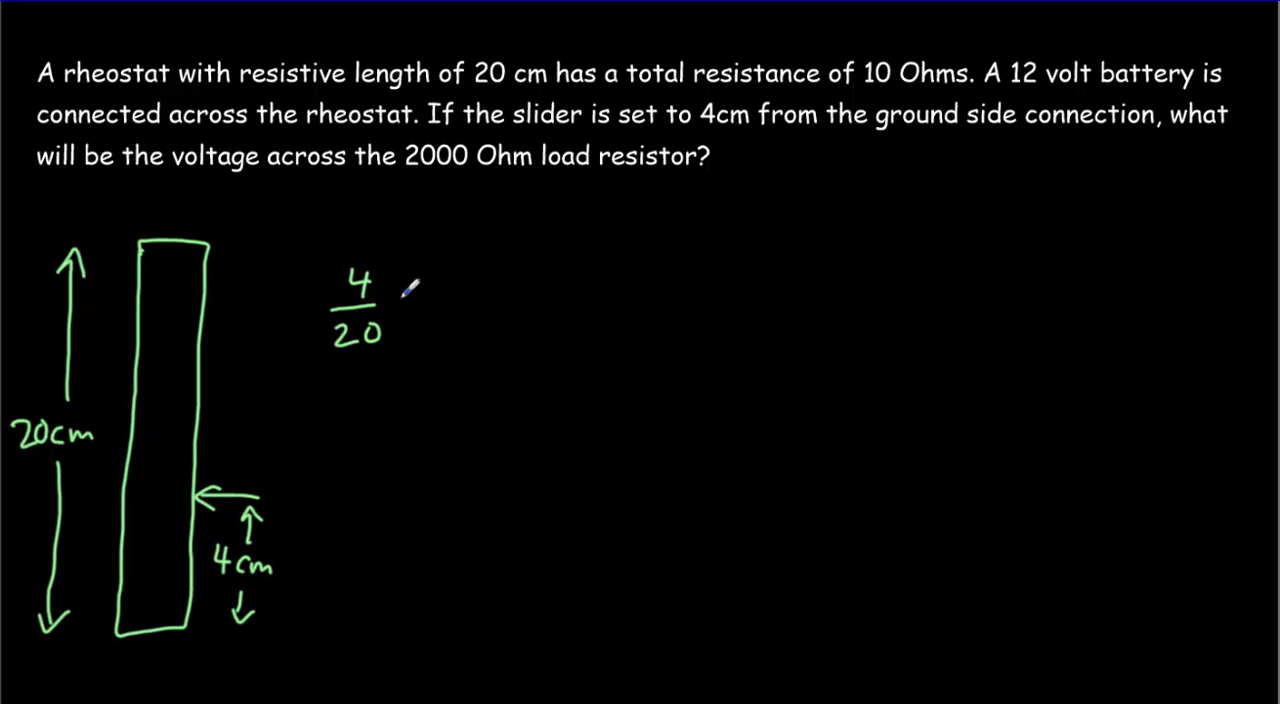 A rheostat with resistive length of 20 cm has a total resistance of 10 Ohms. A 12 volt battery is
connected across the rheostat. If the slider is set to 4cm from the ground side connection, what
will be the voltage across the 2000 Ohm load resistor?
4
20
20cm
4cm